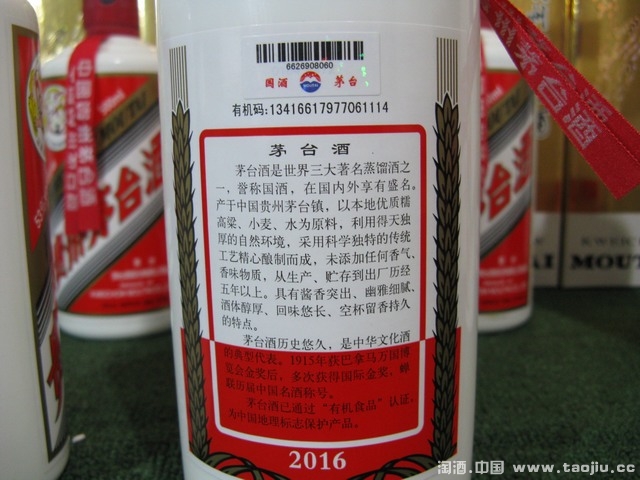 6626908060
国酒 茅台
有机码:13416617977061114
茅台酒
茅台酒是世界三大著名蒸馏酒之
一，誉称国酒，在国内外享有盛名。
产于中国贵州茅台镇，以本地优质糯
高粱、小麦、水为原料，利用得天独
厚的自然环境，采用科学独特的传统
工艺精心酿制而成，未添加任何香气、
香味物质，从生产、贮存到出厂历经
五年以上。具有酱香突出、幽雅细腻、
酒体醇厚、回味悠长、空杯留香持久
的特点。
茅台酒历史悠久，是中华文化酒
的典型代表。1915年获巴拿马万国博
览会金奖后，多次获得国际金奖，蝉
联历届中国名酒称号。
茅台酒已通过“有机食品”认证，
为中国地理标志保护产品。
2016
淘酒.中国 www.taojiu.cc